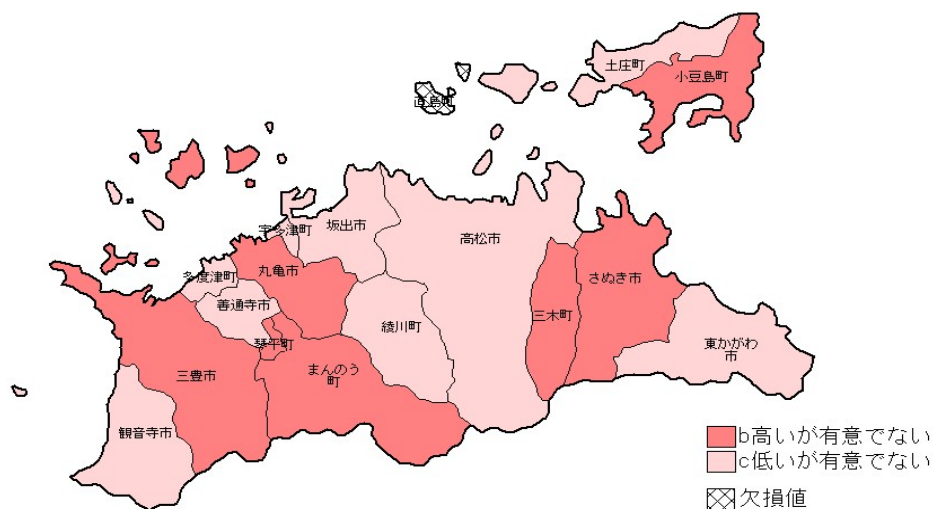 土庄町
小豆島町
直島町
宇多津町
坂出市
高松市
丸亀市
さぬき市
多度津町
善通寺市
三木町
綾川町
琴平町
東かがわ
市
三豊市
まんのう
町
観音寺市
b高いが有意でない
c低いが有意でない
欠損値